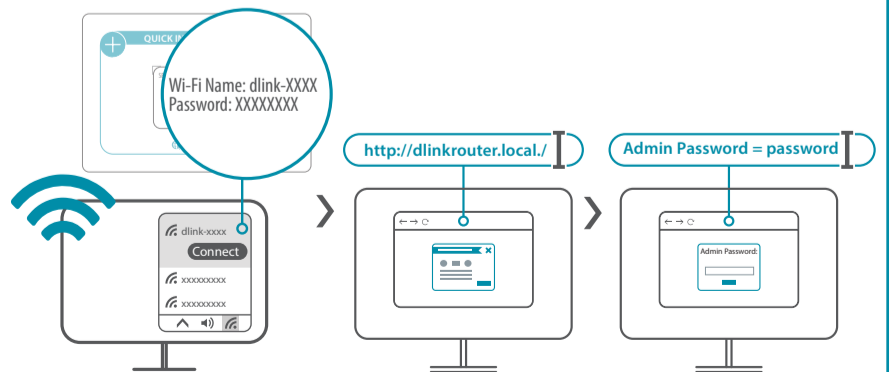 QUICK IN
Wi-Fi Name: dlink-XXXX
Password: XXXXXXXX
http://dlinkrouter.local./
Admin Password = password
dlink-xxxx
Connect
xxxxxxxxx
xxxxxxxxx
Admin Password: